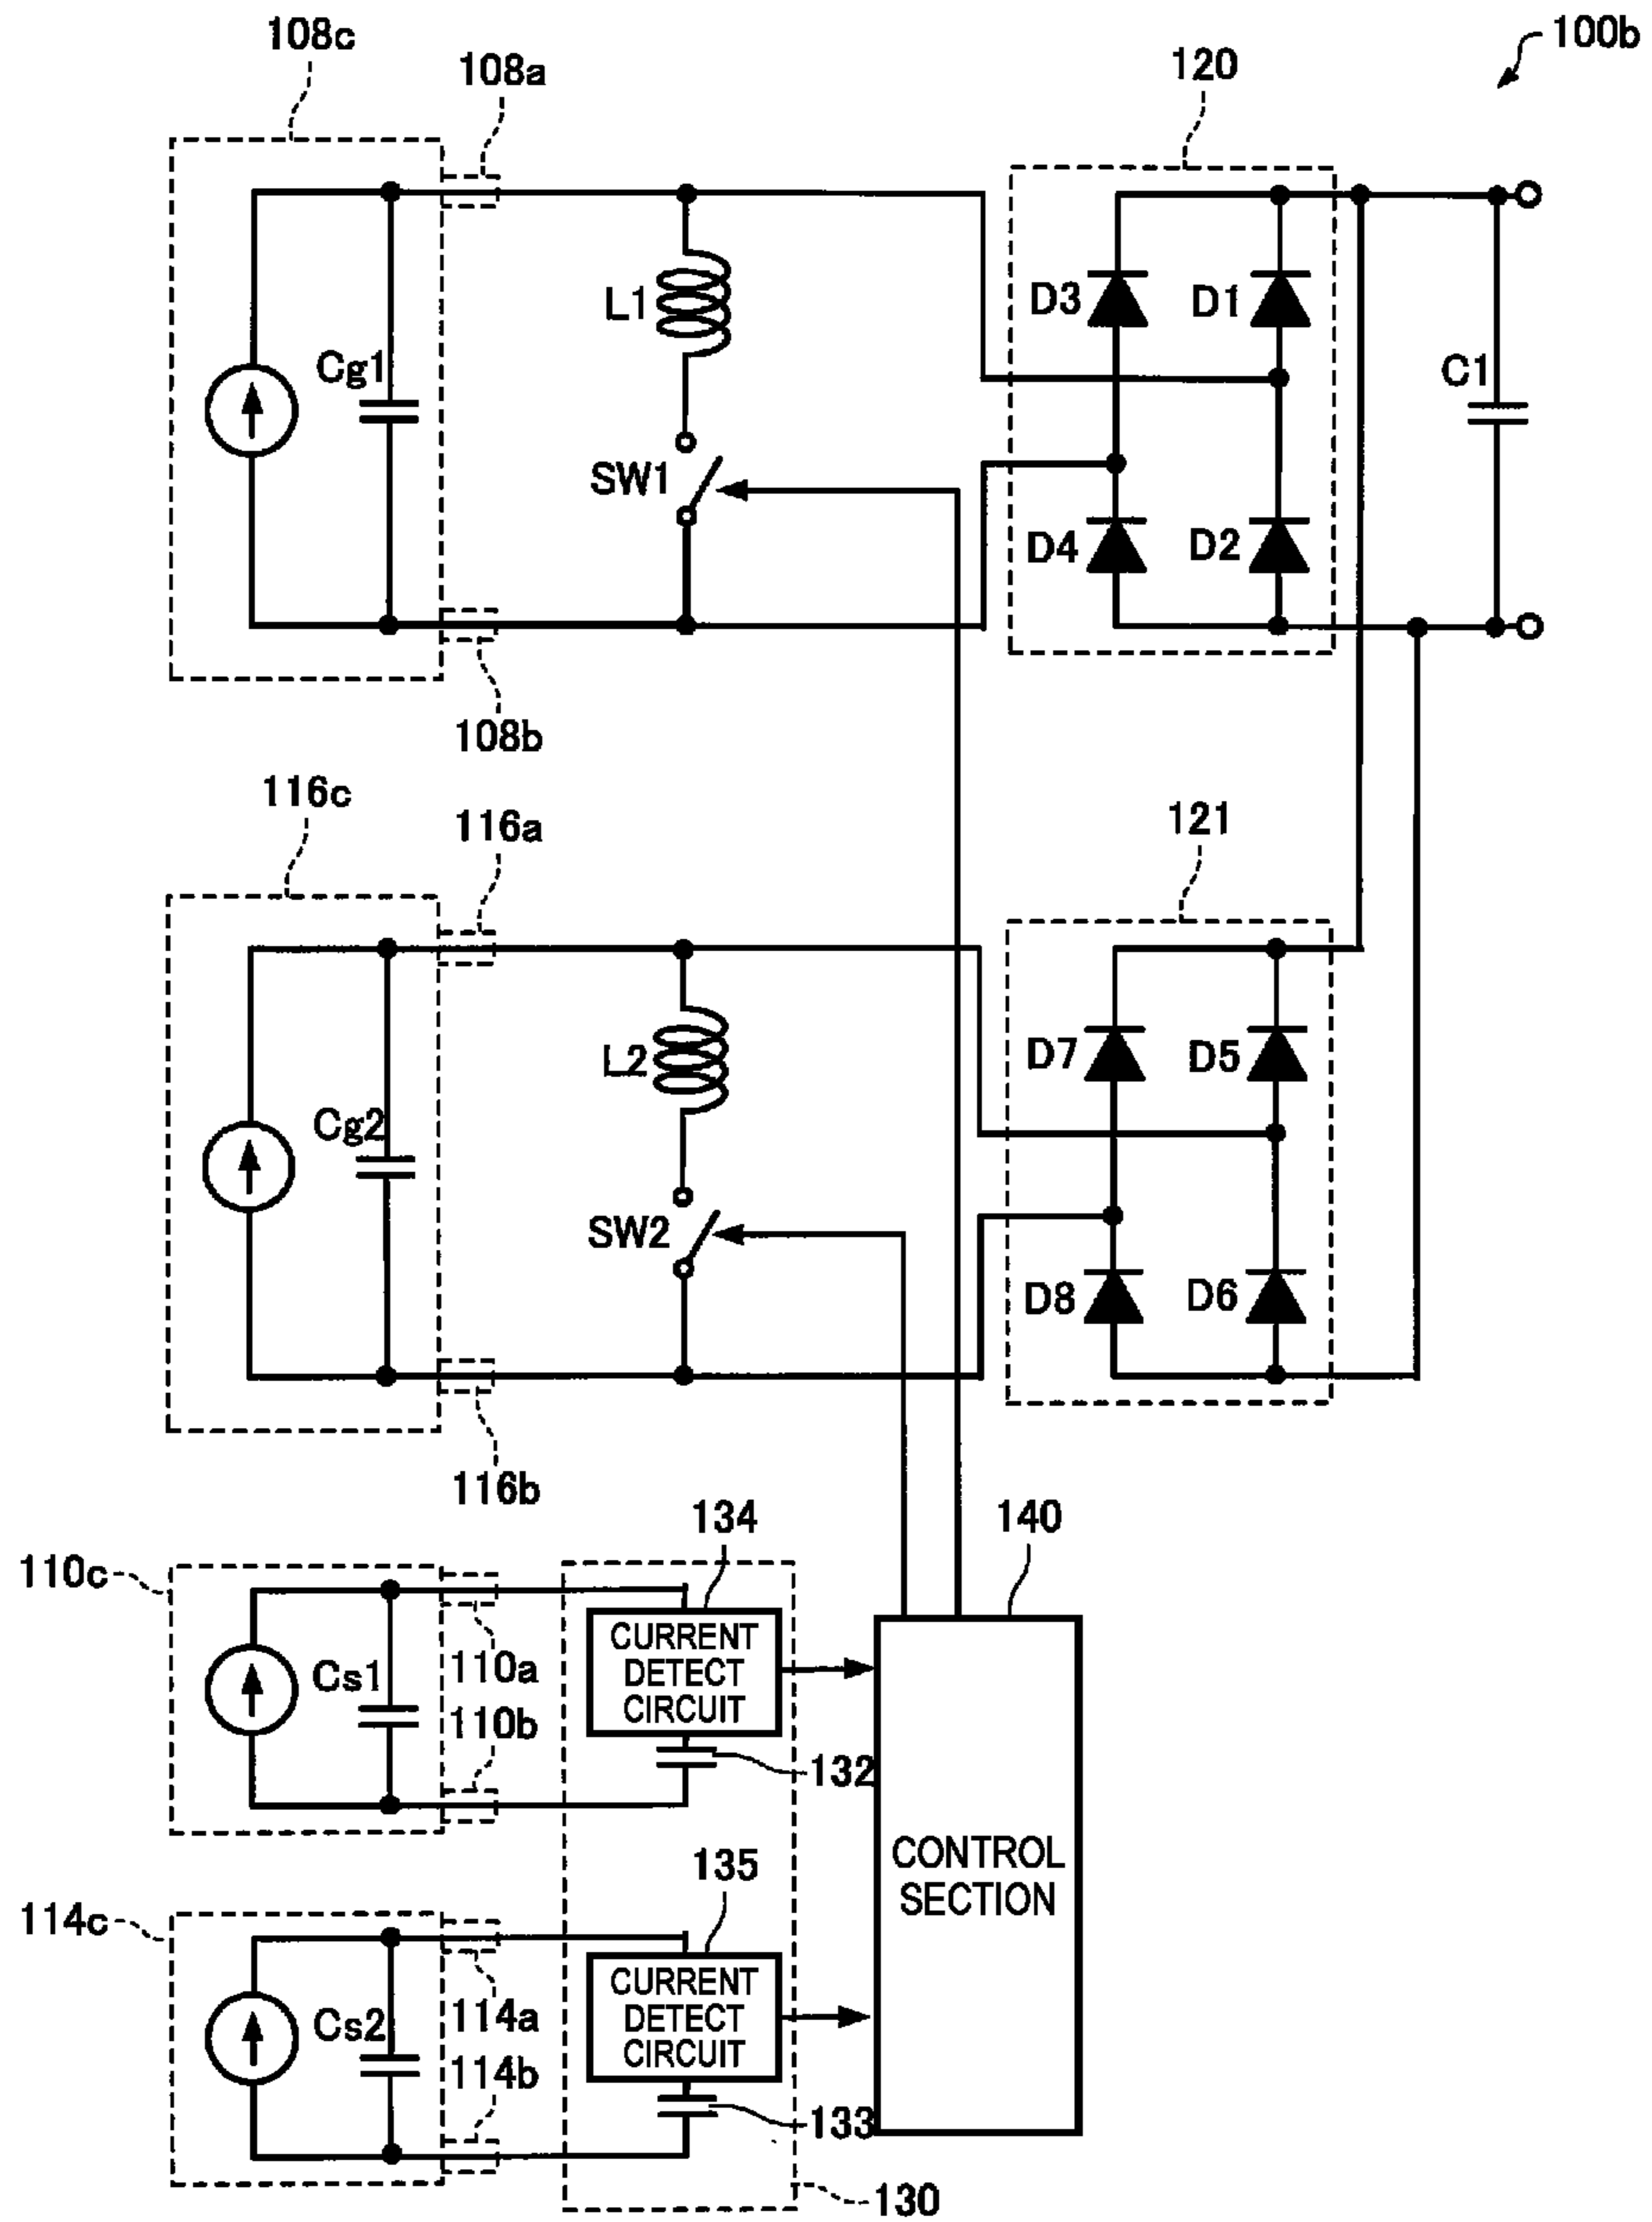 108c
108a
120
100b
L1
D3
D1
Cg1
C1
SW1
D4
D2
108b
116c
116a
121
L2
D7
D5
Cg2
SW2
D8
D6
116b
134
140
110c
CURRENT
DETECT
CIRCUIT
Cs1
110a
110b
132
CONTROL
SECTION
135
114c
CURRENT
DETECT
CIRCUIT
Cs2
114a
114b
133
130